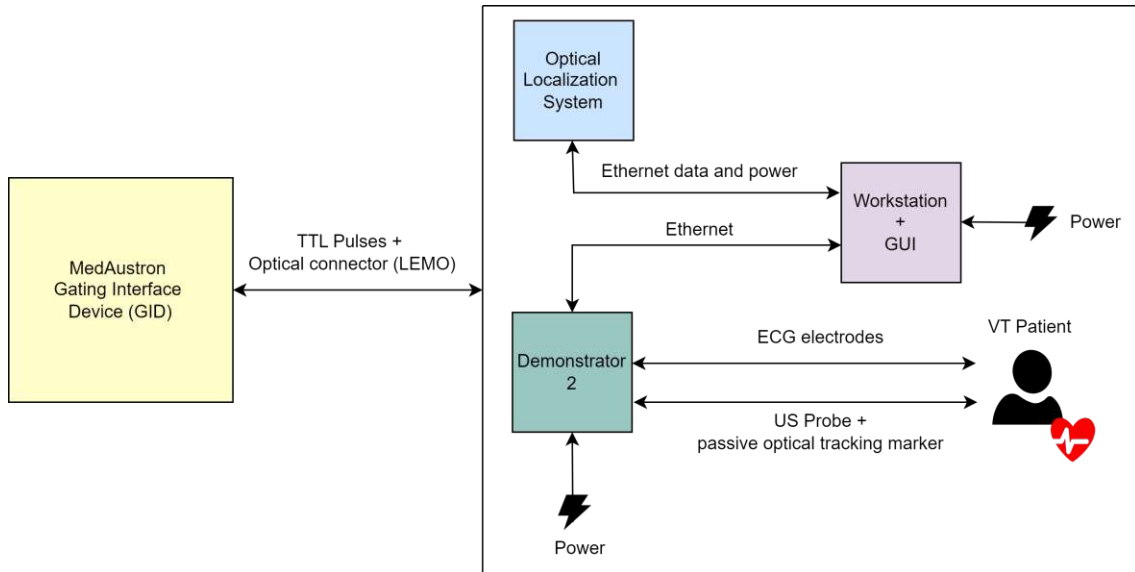 Optical
Localization
System
Ethernet data and power
Workstation
+
GUI
Power
Ethernet
TTL Pulses +
Optical connector (LEMO)
MedAustron
Gating Interface
Device (GID)
Demonstrator
2
ECG electrodes
VT Patient
US Probe +
passive optical tracking marker
Power